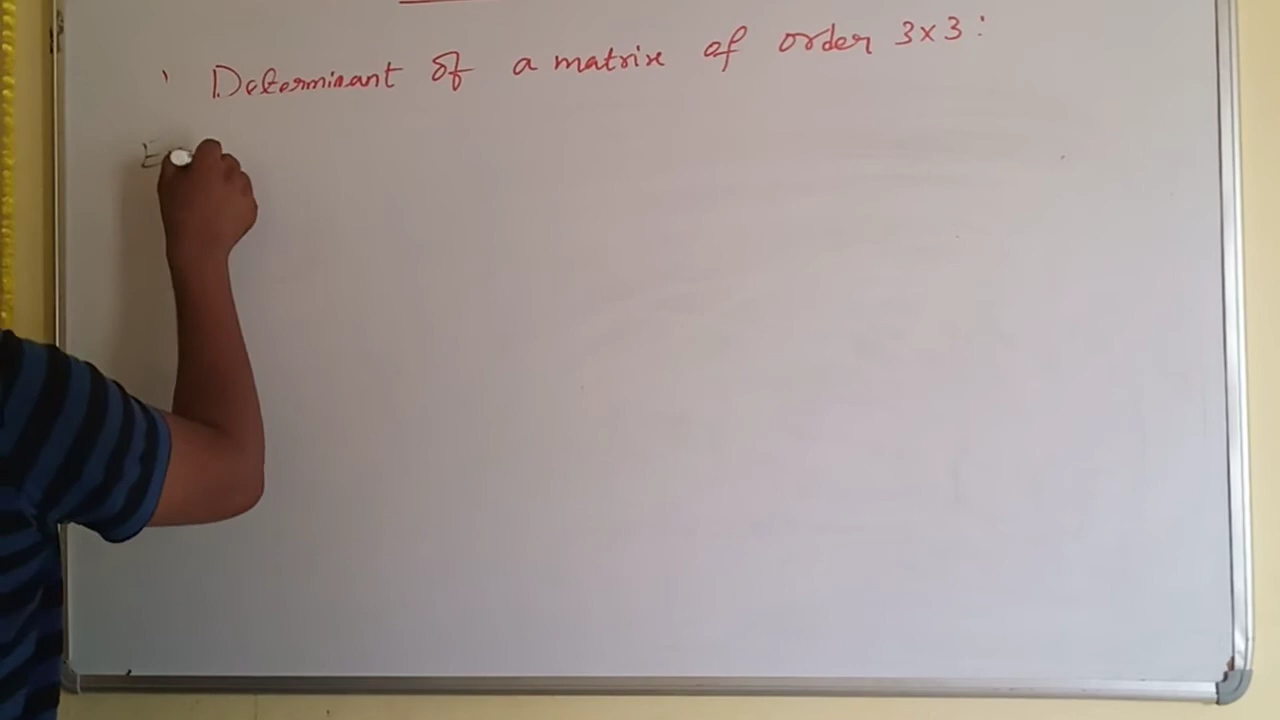 Determinant of a matrix of order 3x3:
E